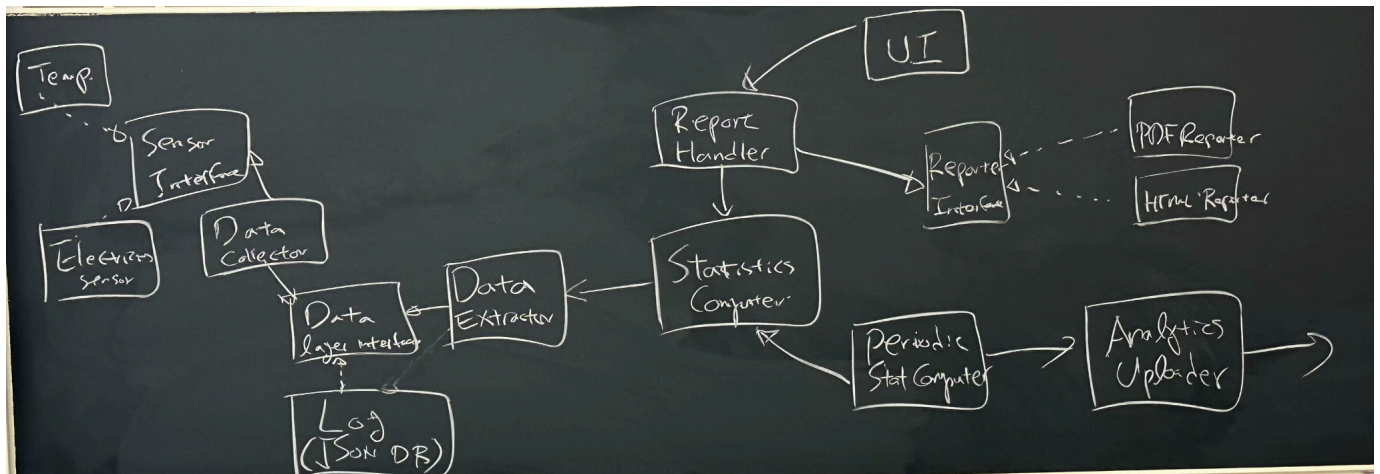 Temp.
Sensor
Interface
Electricity
sensor
Data
Collector
Data
layer interface
Log
(JSON DB)
Data
Extractor
Statistics
Computer
Report
Handler
UI
Reporter
Interface
PDF Reporter
HTML Reporter
Periodic
Stat Computer
Analytics
Uploader